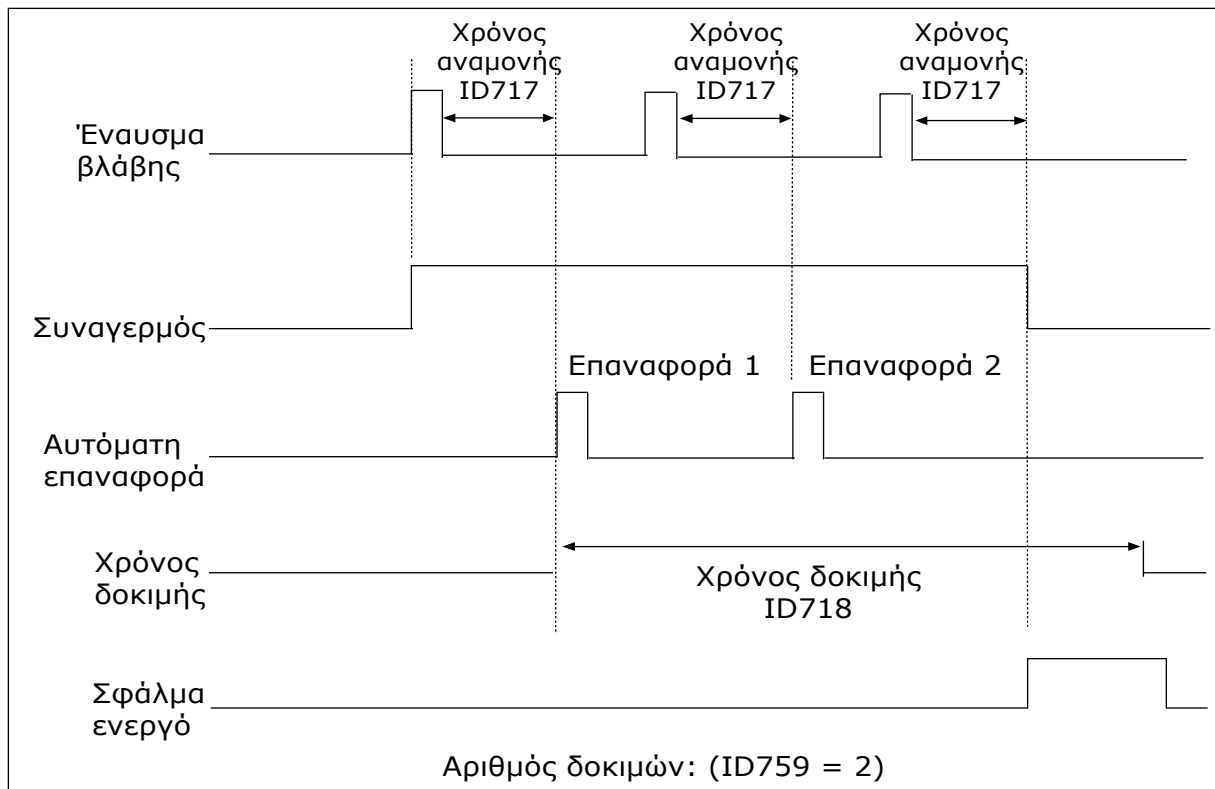 Χρόνος
αναμονής
ID717
Χρόνος
αναμονής
ID717
Χρόνος
αναμονής
ID717
Έναυσμα
βλάβης
Συναγερμός
Επαναφορά 1
Επαναφορά 2
Αυτόματη
επαναφορά
Χρόνος
δοκιμής
Χρόνος δοκιμής
ID718
Σφάλμα
ενεργό
Αριθμός δοκιμών: (ID759 = 2)